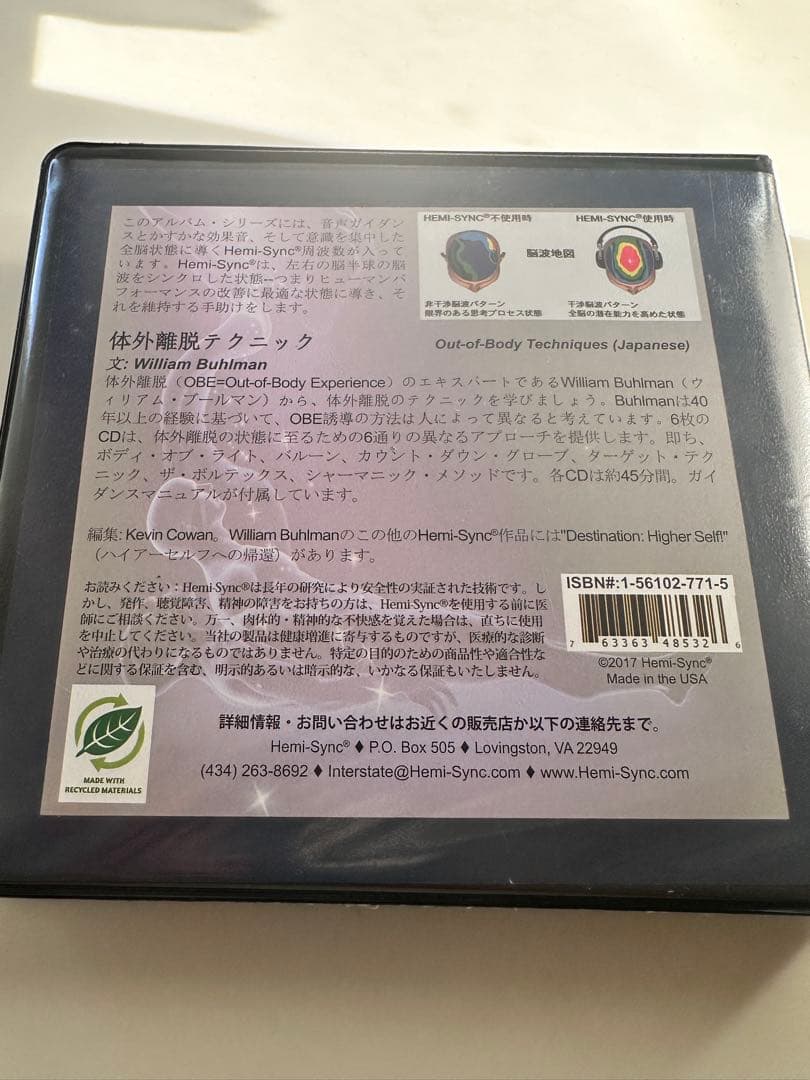 このアルバム・シリーズには、音声ガイダン
スとかすかな効果音、そして意識を集中した
全脳状態に導くHemi-Sync®周波数が入って
います。Hemi-Sync®は、左右の脳半球の脳
波をシンクロした状態--つまりヒューマンパ
フォーマンスの改善に最適な状態に導き、そ
れを維持する手助けをします。
HEMI-SYNC®不使用時
HEMI-SYNC®使用時
脳波地図
非干渉脳波パターン
限界のある思考プロセス状態
干渉脳波パターン
全脳の潜在能力を高めた状態
体外離脱テクニック
Out-of-Body Techniques (Japanese)
文: William Buhlman
体外離脱（OBE=Out-of-Body Experience）のエキスパートであるWilliam Buhlman（ウ
ィリアム・ブールマン）から、体外離脱のテクニックを学びましょう。Buhlmanは40
年以上の経験に基づいて、OBE誘導の方法は人によって異なると考えています。6枚の
CDは、体外離脱の状態に至るための6通りの異なるアプローチを提供します。即ち、
ボディ・オブ・ライト、バルーン、カウント・ダウン・グローブ、ターゲット・テク
ニック、ザ・ボルテックス、シャーマニック・メソッドです。各CDは約45分間。ガイ
ダンスマニュアルが付属しています。
編集: Kevin Cowan。William Buhlmanのこの他のHemi-Sync®作品には"Destination: Higher Self!"
（ハイアーセルフへの帰還）があります。
お読みください：Hemi-Sync®は長年の研究により安全性の実証された技術です。し
かし、発作、聴覚障害、精神の障害をお持ちの方は、Hemi-Sync®を使用する前に医
師にご相談ください。万一、肉体的・精神的な不快感を覚えた場合は、直ちに使用
を中止してください。当社の製品は健康増進に寄与するものですが、医療的な診断
や治療の代わりになるものではありません。特定の目的のための商品性や適合性な
どに関する保証を含む、明示的あるいは暗示的な、いかなる保証もいたしません。
ISBN#:1-56102-771-5
7 63363 48532 6
©2017 Hemi-Sync®
Made in the USA
MADE WITH
RECYCLED MATERIALS
詳細情報・お問い合わせはお近くの販売店か以下の連絡先まで。
Hemi-Sync® ♦ P.O. Box 505 ♦ Lovingston, VA 22949
(434) 263-8692 ♦ Interstate@Hemi-Sync.com ♦ www.Hemi-Sync.com